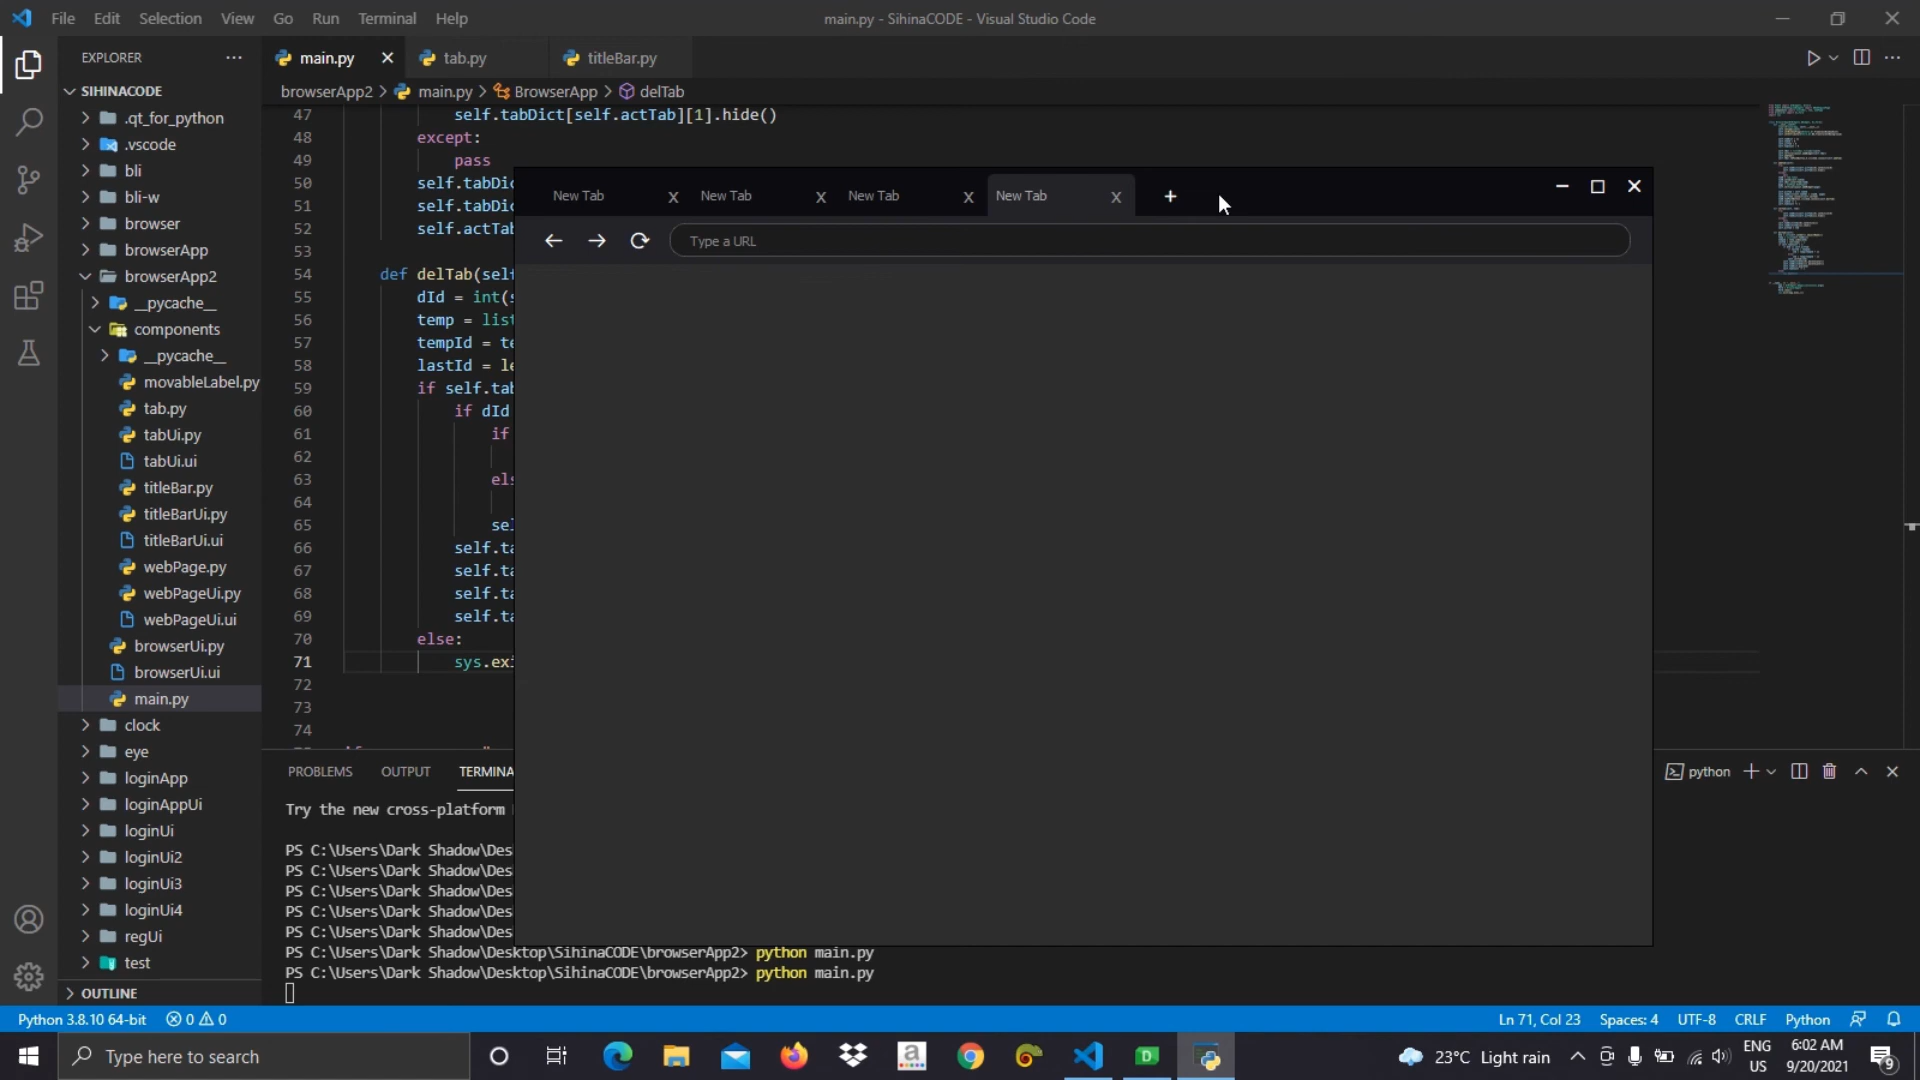 File Edit Selection View Go Run Terminal Help
main.py - SihinaCODE - Visual Studio Code
EXPLORER
main.py
tab.py
titleBar.py
SIHINACODE
browserApp2 > main.py > BrowserApp > delTab
.qt_for_python
.vscode
bli
bli-w
browser
browserApp
browserApp2
__pycache__
components
__pycache__
movableLabel.py
tab.py
tabUi.py
tabUi.ui
titleBar.py
titleBarUi.py
titleBarUi.ui
webPage.py
webPageUi.py
webPageUi.ui
browserUi.py
browserUi.ui
main.py
clock
eye
loginApp
loginAppUi
loginUi
loginUi2
loginUi3
loginUi4
regUi
test
OUTLINE
47 self.tabDict[self.actTab][1].hide()
48 except:
49 pass
50 self.tabDic
51 self.tabDic
52 self.actTab
53
54 def delTab(self
55 dId = int(s
56 temp = list
57 tempId = te
58 lastId = le
59 if self.tab
60 if dId
61 if
62
63 els
64
65 sel
66 self.ta
67 self.ta
68 self.ta
69 self.ta
70 else:
71 sys.exi
72
73
74
New Tab x New Tab x New Tab x New Tab x +
Type a URL
PROBLEMS OUTPUT TERMINA
python
Try the new cross-platform
PS C:\Users\Dark Shadow\Des
PS C:\Users\Dark Shadow\Des
PS C:\Users\Dark Shadow\Des
PS C:\Users\Dark Shadow\Des
PS C:\Users\Dark Shadow\Des
PS C:\Users\Dark Shadow\Desktop\SihinaCODE\browserApp2> python main.py
PS C:\Users\Dark Shadow\Desktop\SihinaCODE\browserApp2> python main.py
Python 3.8.10 64-bit 0 0
Ln 71, Col 23 Spaces: 4 UTF-8 CRLF Python
Type here to search
a
D
23°C Light rain
ENG
US
6:02 AM
9/20/2021
9